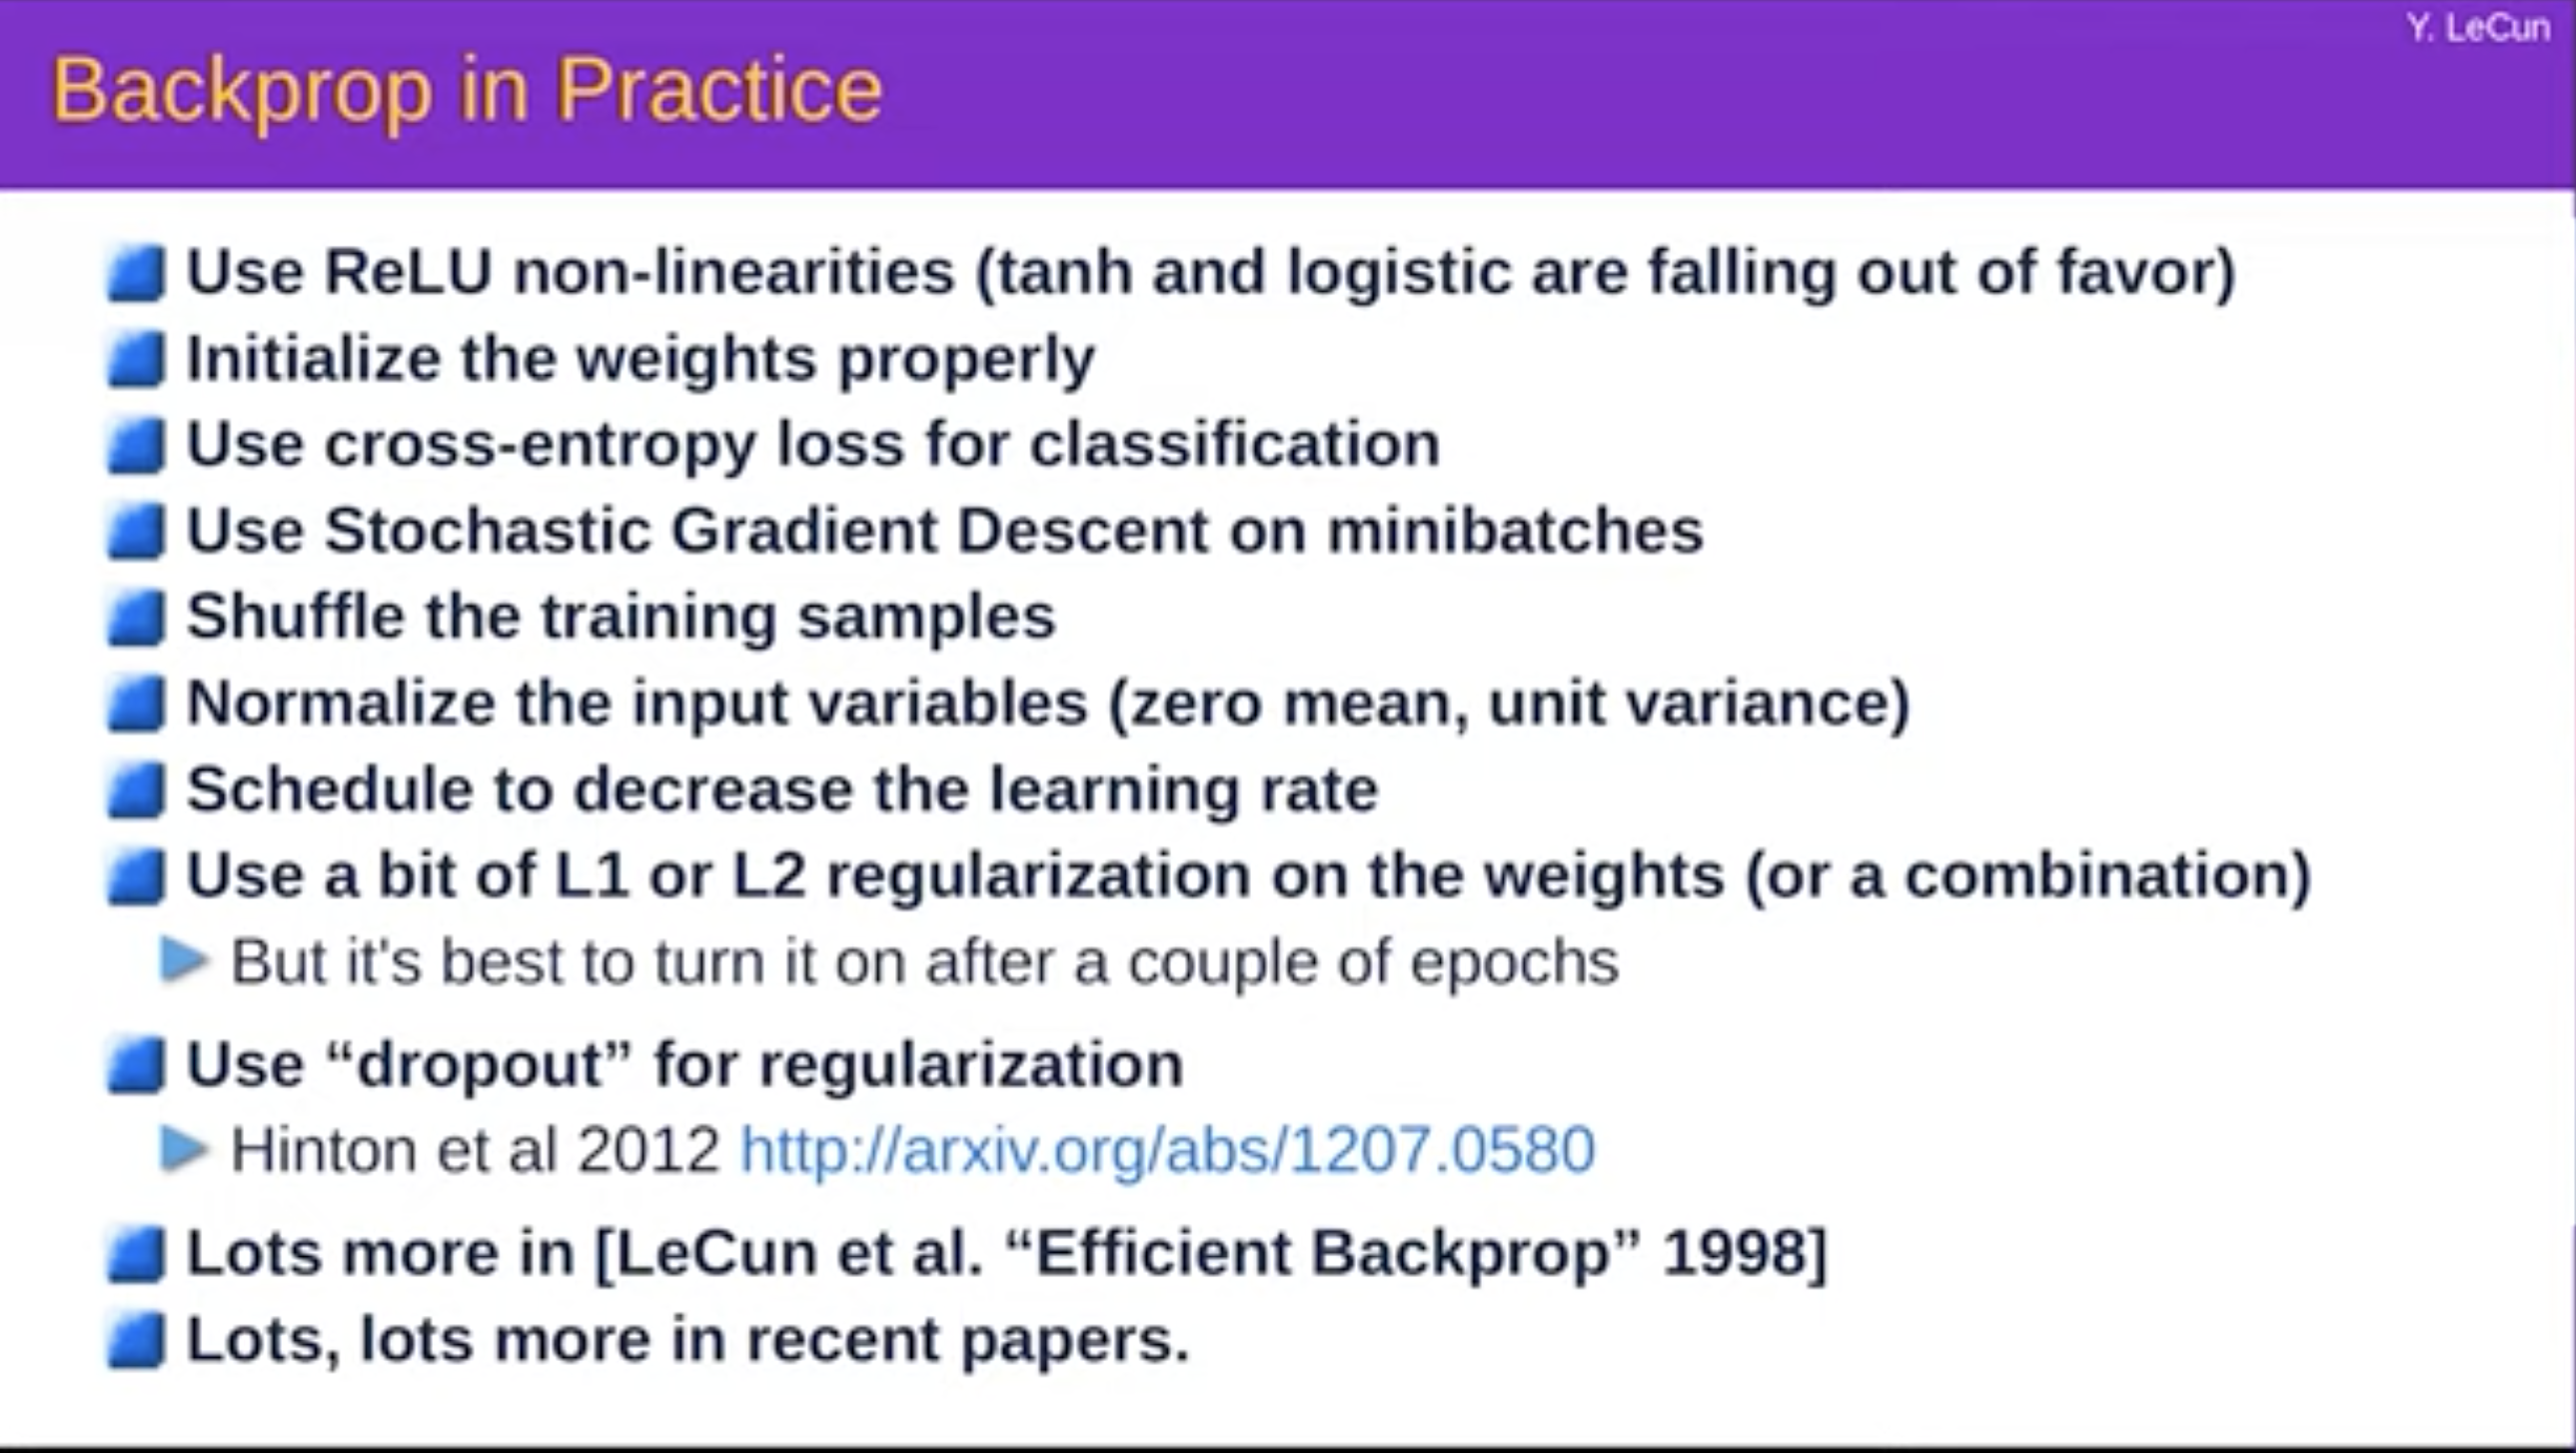 Y. LeCun
Backprop in Practice
Use ReLU non-linearities (tanh and logistic are falling out of favor)
Initialize the weights properly
Use cross-entropy loss for classification
Use Stochastic Gradient Descent on minibatches
Shuffle the training samples
Normalize the input variables (zero mean, unit variance)
Schedule to decrease the learning rate
Use a bit of L1 or L2 regularization on the weights (or a combination)
But it's best to turn it on after a couple of epochs
Use “dropout” for regularization
Hinton et al 2012 http://arxiv.org/abs/1207.0580
Lots more in [LeCun et al. “Efficient Backprop” 1998]
Lots, lots more in recent papers.